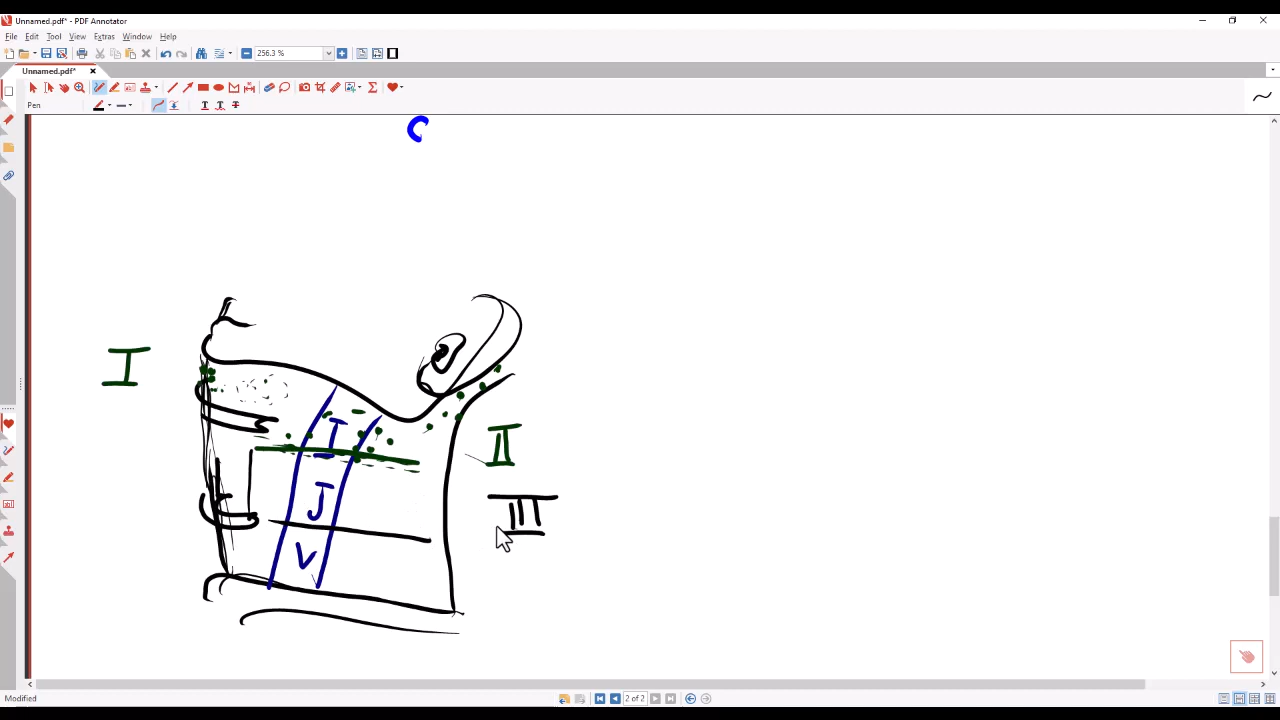 Unnamed.pdf* - PDF Annotator
File Edit Tool View Extras Window Help
256.3 %
Unnamed.pdf*
Pen
C
I
I
II
J
III
V
Modified
2 of 2